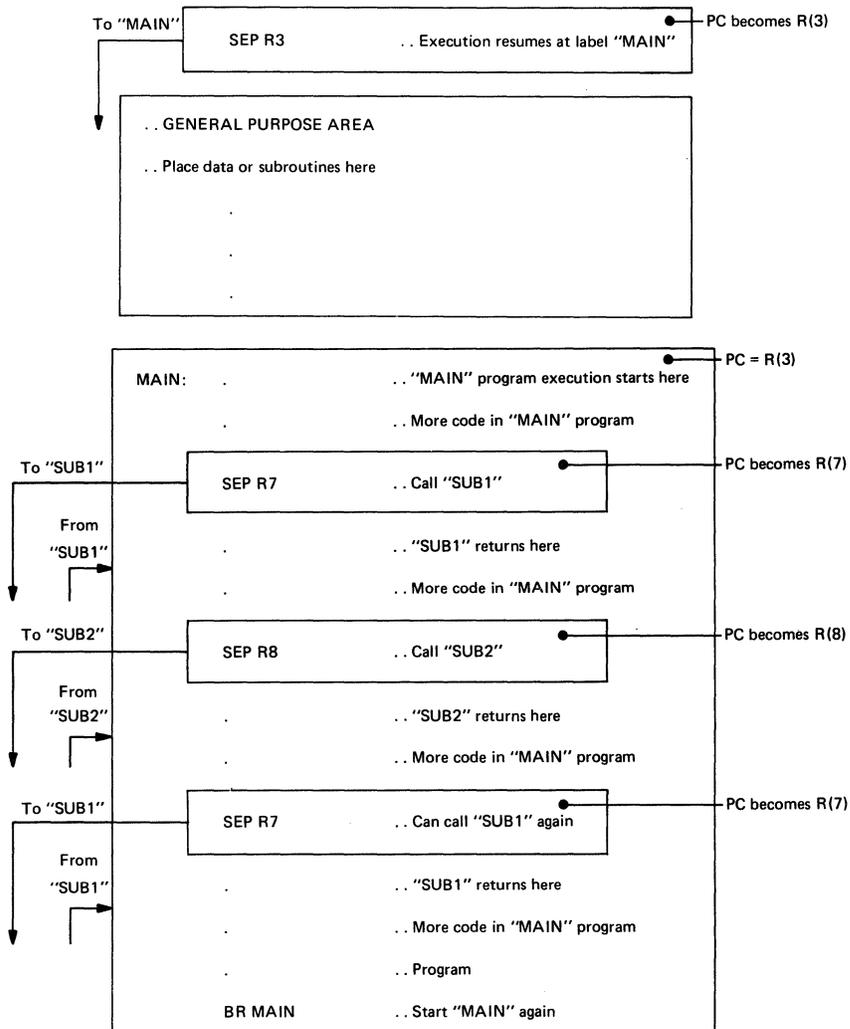 To “MAIN”
PC becomes R(3)
SEP R3 . . Execution resumes at label “MAIN”
. . GENERAL PURPOSE AREA
. . Place data or subroutines here
.
.
.
PC = R(3)
MAIN: . . . “MAIN” program execution starts here
. . . More code in “MAIN” program
To “SUB1”
PC becomes R(7)
SEP R7 . . Call “SUB1”
From
“SUB1”
. . . “SUB1” returns here
. . . More code in “MAIN” program
To “SUB2”
PC becomes R(8)
SEP R8 . . Call “SUB2”
From
“SUB2”
. . . “SUB2” returns here
. . . More code in “MAIN” program
To “SUB1”
PC becomes R(7)
SEP R7 . . Can call “SUB1” again
From
“SUB1”
. . . “SUB1” returns here
. . . More code in “MAIN” program
. . . Program
BR MAIN . . Start “MAIN” again